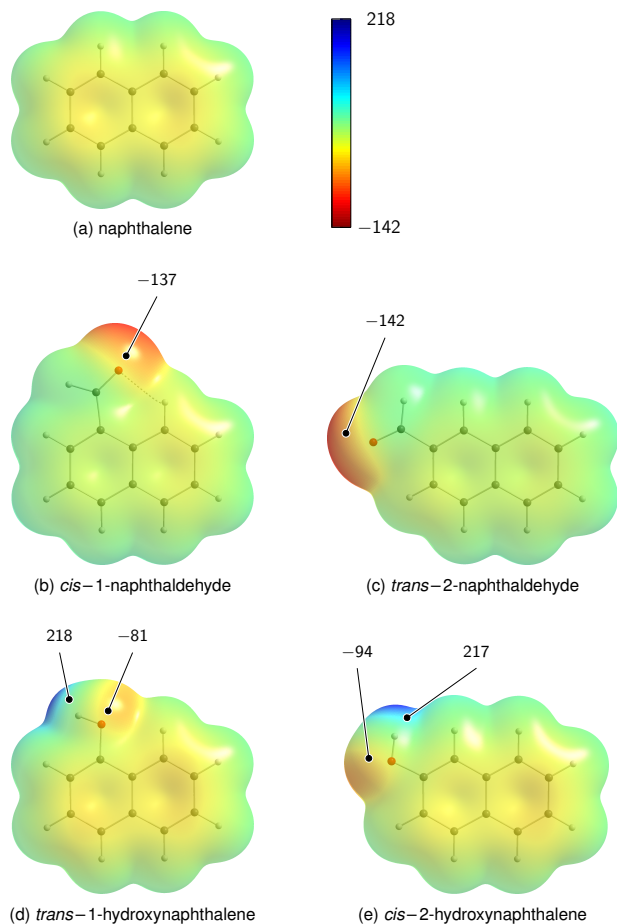 218
−142
(a) naphthalene
−137
−142
(b) cis−1-naphthaldehyde
(c) trans−2-naphthaldehyde
218
−81
−94
217
(d) trans−1-hydroxynaphthalene
(e) cis−2-hydroxynaphthalene